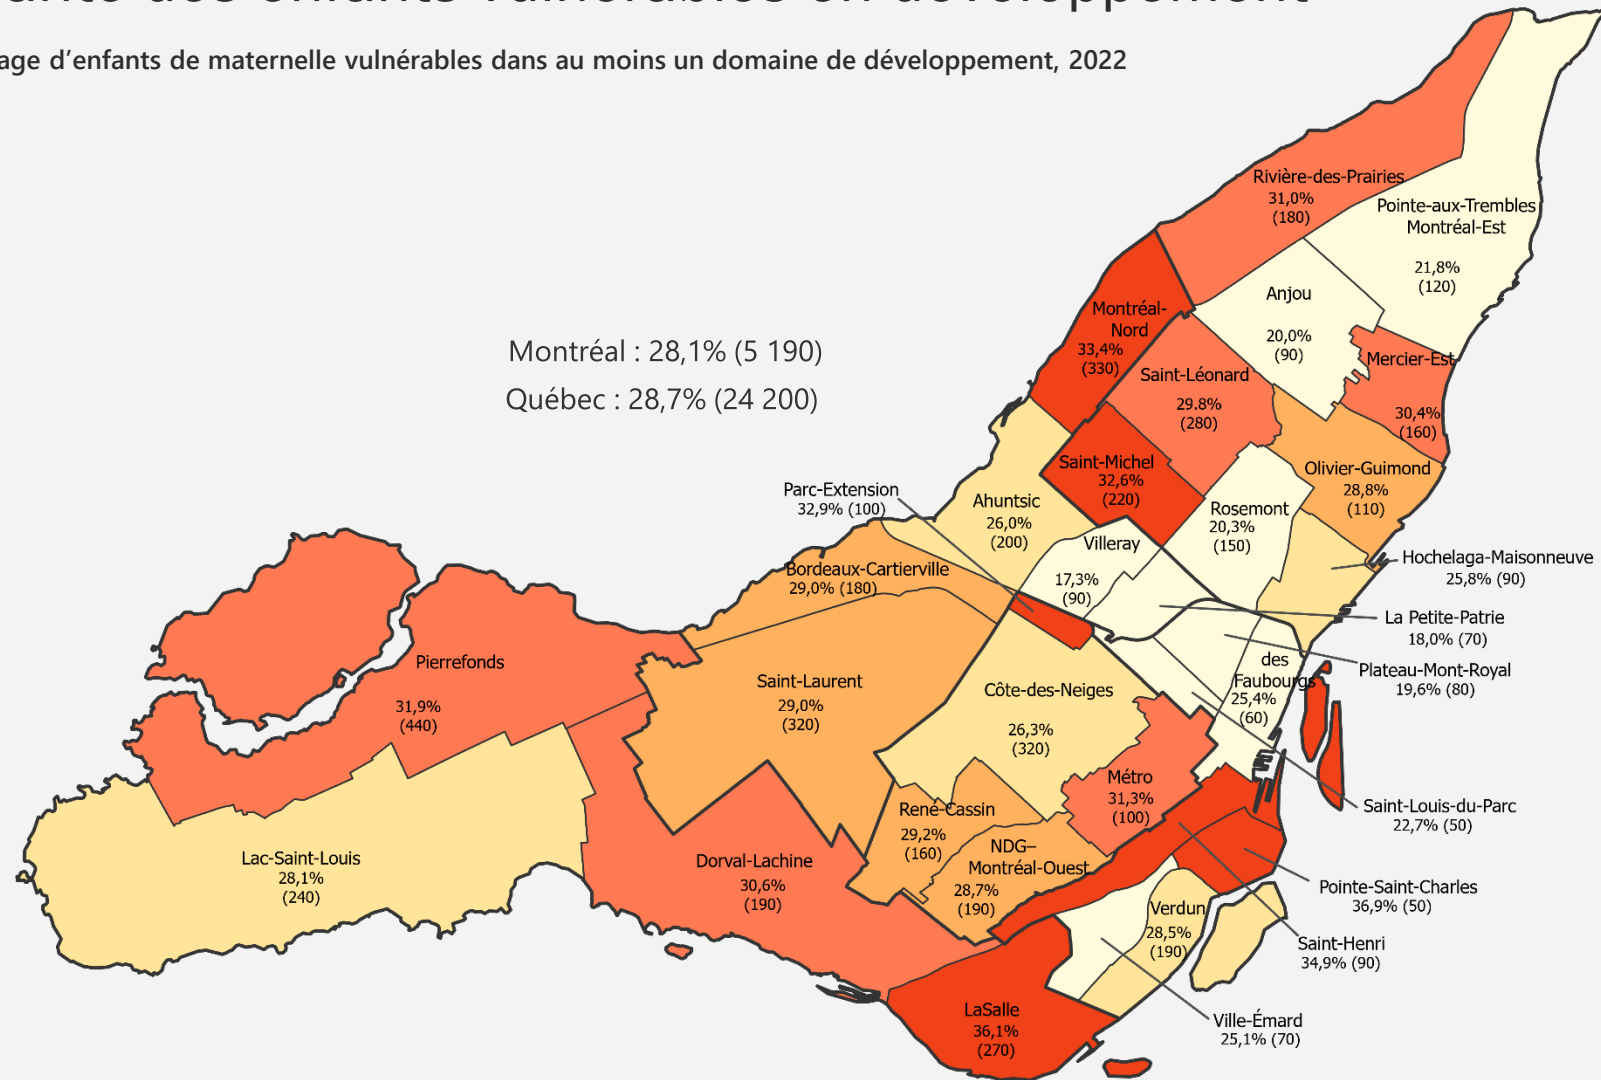 des enfants vulnérables en développement
d’enfants de maternelle vulnérables dans au moins un domaine de développement, 2022
Rivière-des-Prairies
31,0%
(180)
Pointe-aux-Trembles
Montréal-Est
21,8%
(120)
Anjou
20,0%
(90)
Montréal-
Nord
33,4%
(330)
Montréal : 28,1% (5 190)
Québec : 28,7% (24 200)
Mercier-Est
30,4%
(160)
Saint-Léonard
29.8%
(280)
Saint-Michel
32,6%
(220)
Olivier-Guimond
28,8%
(110)
Parc-Extension
32,9% (100)
Ahuntsic
26,0%
(200)
Rosemont
20,3%
(150)
Villeray
17,3%
(90)
Hochelaga-Maisonneuve
25,8% (90)
Bordeaux-Cartierville
29,0% (180)
La Petite-Patrie
18,0% (70)
Plateau-Mont-Royal
19,6% (80)
des
Faubourgs
25,4%
(60)
Pierrefonds
31,9%
(440)
Saint-Laurent
29,0%
(320)
Côte-des-Neiges
26,3%
(320)
Métro
31,3%
(100)
Saint-Louis-du-Parc
22,7% (50)
René-Cassin
29,2%
(160)
NDG–
Montréal-Ouest
28,7%
(190)
Lac-Saint-Louis
28,1%
(240)
Dorval-Lachine
30,6%
(190)
Pointe-Saint-Charles
36,9% (50)
Verdun
28,5%
(190)
Saint-Henri
34,9% (90)
Ville-Émard
25,1% (70)
LaSalle
36,1%
(270)